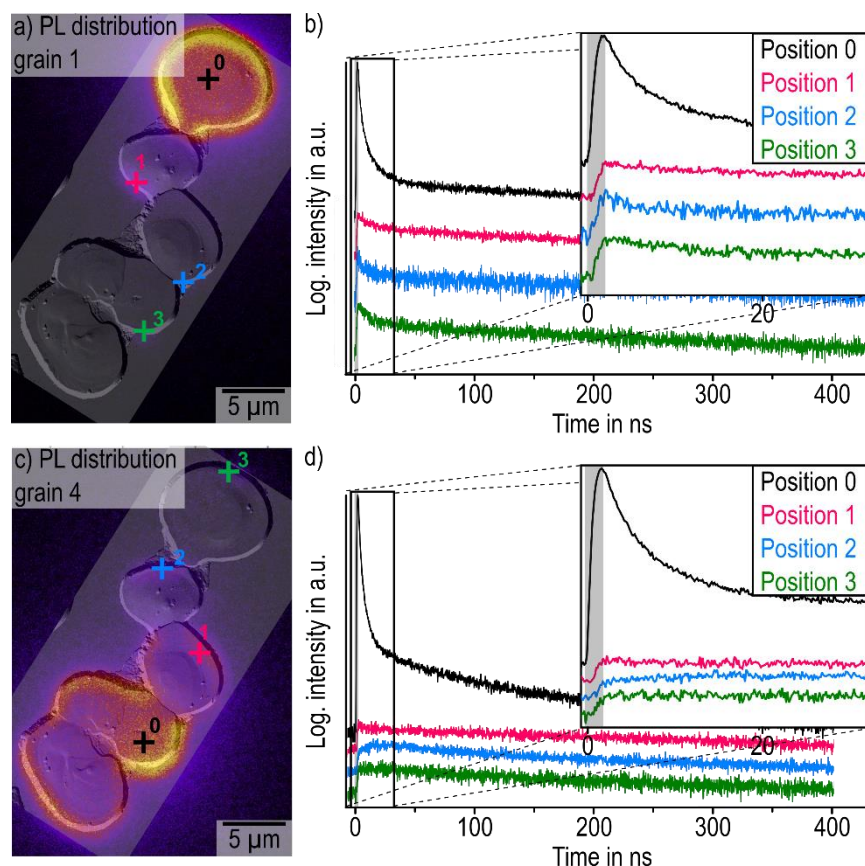 a) PL distribution
grain 1
0
1
2
3
5 µm
b)
Log. intensity in a.u.
Position 0
Position 1
Position 2
Position 3
0
20
0
100
200
300
400
Time in ns
c) PL distribution
grain 4
3
2
1
0
5 µm
d)
Log. intensity in a.u.
Position 0
Position 1
Position 2
Position 3
0
20
0
100
200
300
400
Time in ns